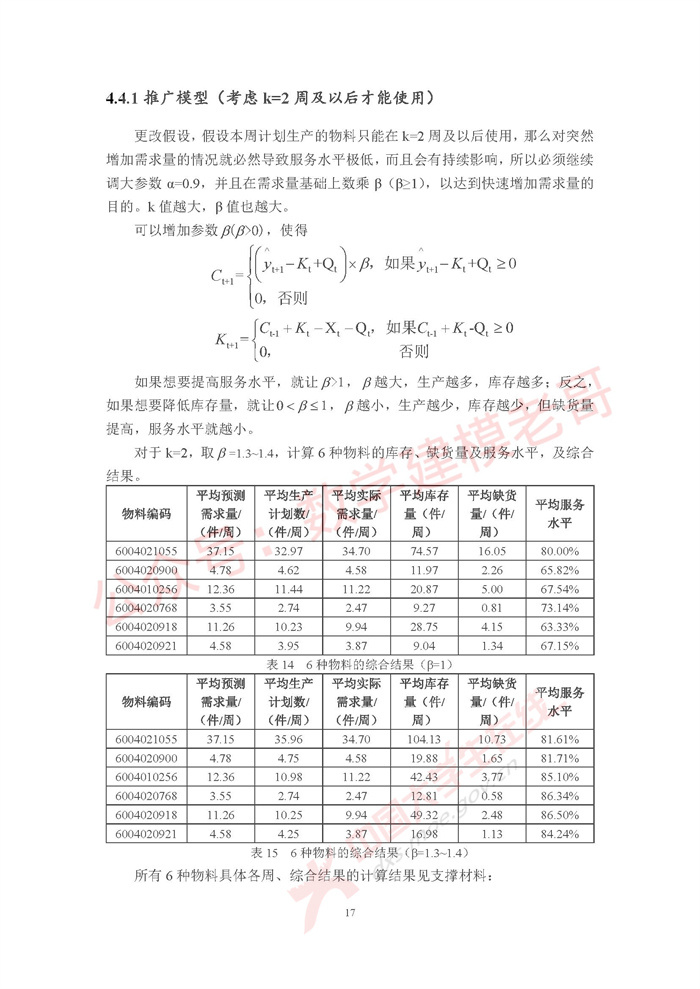 4.4.1 推广模型（考虑 k=2 周及以后才能使用）
更改假设，假设本周计划生产的物料只能在 k=2 周及以后使用，那么对突然
增加需求量的情况就必然导致服务水平极低，而且会有持续影响，所以必须继续
调大参数 α=0.9，并且在需求量基础上数乘 β（β≥1），以达到快速增加需求量的
目的。k 值越大，β 值也越大。
可以增加参数 β(β>0)，使得
C_{t+1}={(ŷ_{t+1}−K_t+Q_t)×β，如果ŷ_{t+1}−K_t+Q_t≥0
0，否则
K_{t+1}={C_{t-1}+K_t−X_t−Q_t，如果C_{t-1}+K_t-Q_t≥0
0， 否则
如果想要提高服务水平，就让 β>1， β越大，生产越多，库存越多；反之，
如果想要降低库存量，就让0<β≤1，β越小，生产越少，库存越少，但缺货量
提高，服务水平就越小。
对于 k=2，取 β=1.3~1.4，计算 6 种物料的库存、缺货量及服务水平，及综合
结果。
物料编码 平均预测需求量/（件/周） 平均生产计划数/（件/周） 平均实际需求量/（件/周） 平均库存量（件/周） 平均缺货量/（件/周） 平均服务水平
6004021055 37.15 32.97 34.70 74.57 16.05 80.00%
6004020900 4.78 4.62 4.58 11.97 2.26 65.82%
6004010256 12.36 11.44 11.22 20.87 5.00 67.54%
6004020768 3.55 2.74 2.47 9.27 0.81 73.14%
6004020918 11.26 10.23 9.94 28.75 4.15 63.33%
6004020921 4.58 3.95 3.87 9.04 1.34 67.15%
表 14 6 种物料的综合结果（β=1）
物料编码 平均预测需求量/（件/周） 平均生产计划数/（件/周） 平均实际需求量/（件/周） 平均库存量（件/周） 平均缺货量/（件/周） 平均服务水平
6004021055 37.15 35.96 34.70 104.13 10.73 81.61%
6004020900 4.78 4.75 4.58 19.88 1.65 81.71%
6004010256 12.36 10.98 11.22 42.43 3.77 85.10%
6004020768 3.55 2.74 2.47 12.81 0.58 86.34%
6004020918 11.26 10.25 9.94 49.32 2.48 86.50%
6004020921 4.58 4.25 3.87 16.98 1.13 84.24%
表 15 6 种物料的综合结果（β=1.3~1.4）
所有 6 种物料具体各周、综合结果的计算结果见支撑材料：
17
公众号：数学建模老哥
中国大学生在线